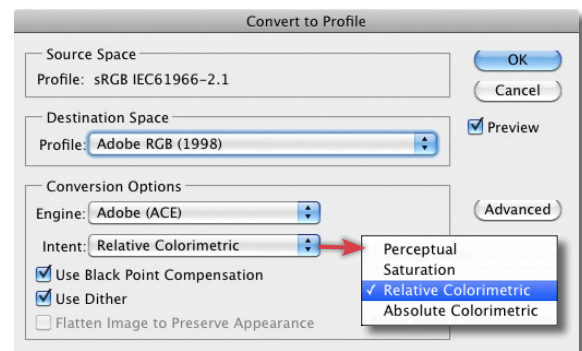 Convert to Profile
Source Space
Profile: sRGB IEC61966-2.1
Destination Space
Profile: Adobe RGB (1998)
Conversion Options
Engine: Adobe (ACE)
Intent: Relative Colorimetric
Use Black Point Compensation
Use Dither
Flatten Image to Preserve Appearance
OK
Cancel
Preview
Advanced
Perceptual
Saturation
✓ Relative Colorimetric
Absolute Colorimetric